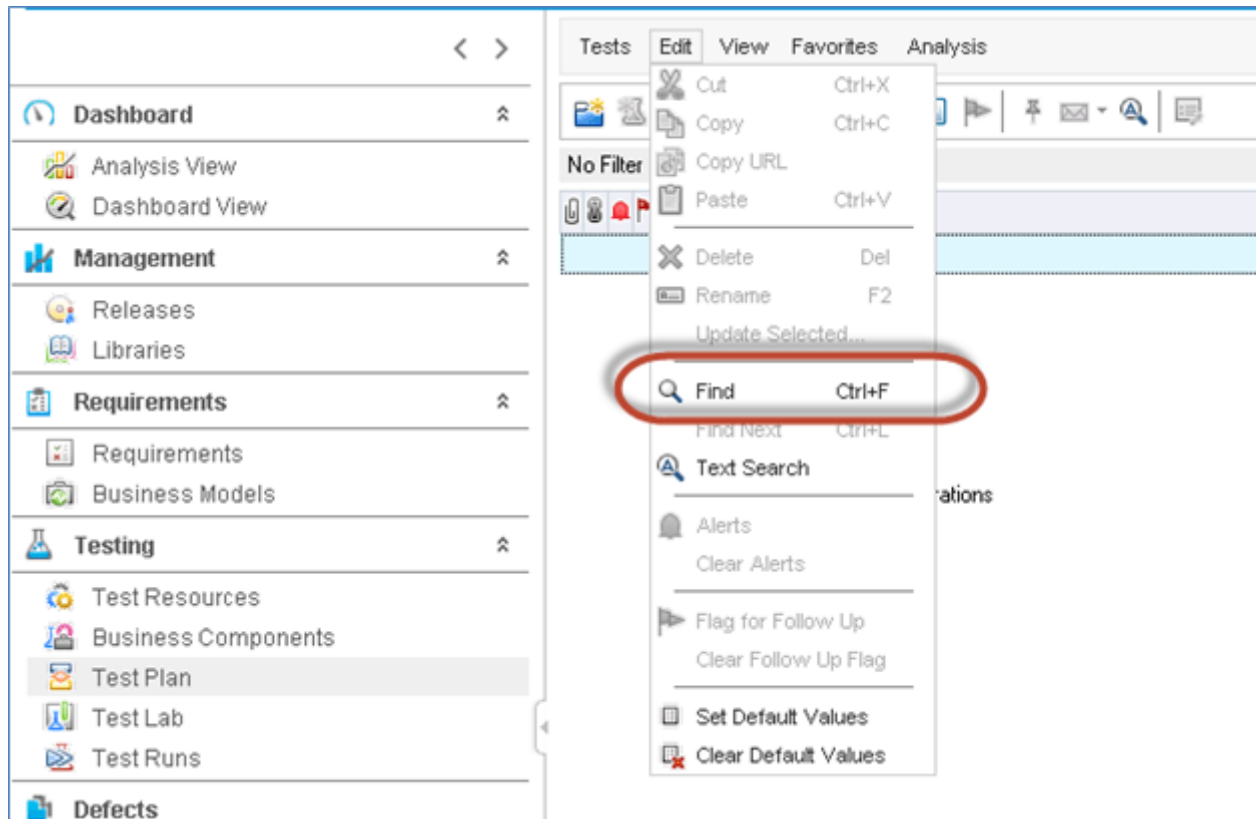 Dashboard
Analysis View
Dashboard View
Management
Releases
Libraries
Requirements
Requirements
Business Models
Testing
Test Resources
Business Components
Test Plan
Test Lab
Test Runs
Defects
Tests Edit View Favorites Analysis
No Filter
Cut Ctrl+X
Copy Ctrl+C
Copy URL
Paste Ctrl+V
Delete Del
Rename F2
Update Selected...
Find Ctrl+F
Find Next Ctrl+L
Text Search
rations
Alerts
Clear Alerts
Flag for Follow Up
Clear Follow Up Flag
Set Default Values
Clear Default Values